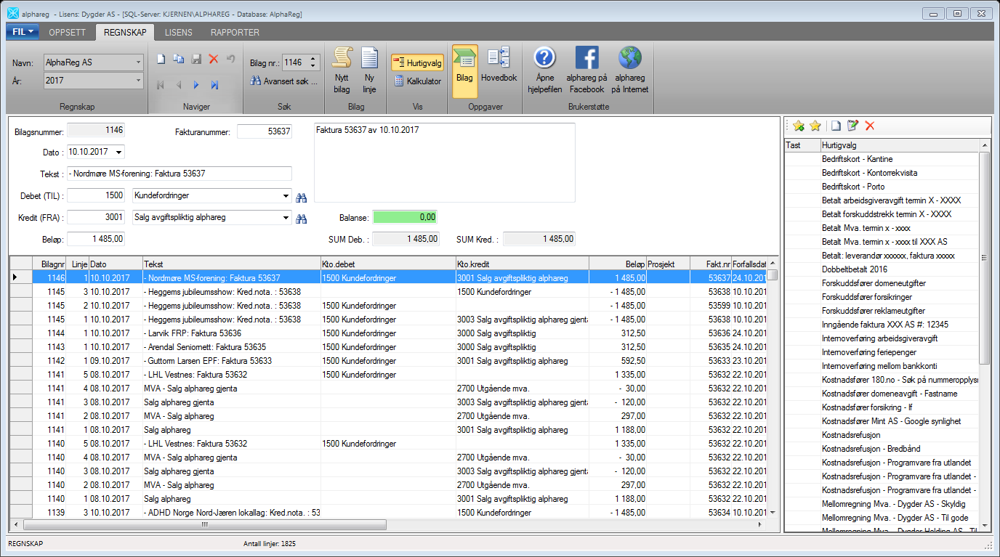 alphareg - Lisens: Dygder AS - [SQL-Server: KJERNEN\ALPHAREG - Database: AlphaReg]
FIL OPPSETT REGNSKAP LISENS RAPPORTER
Navn: AlphaReg AS
År: 2017
Regnskap
Naviger
Bilag nr.: 1146
Avansert søk ...
Søk
Nytt bilag
Ny linje
Bilag
Hurtigvalg
Kalkulator
Vis
Bilag
Hovedbok
Oppgaver
Åpne hjelpefilen
alphareg på Facebook
alphareg på Internet
Brukerstøtte
Bilagsnummer: 1146 Fakturanummer: 53637
Faktura 53637 av 10.10.2017
Dato : 10.10.2017
Tekst : - Nordmøre MS-forening: Faktura 53637
Debet (TIL) : 1500 Kundefordringer
Kredit (FRA) : 3001 Salg avgiftspliktig alphareg Balanse: 0,00
Beløp: 1 485,00 SUM Deb. : 1 485,00 SUM Kred. : 1 485,00
Bilagnr Linje Dato Tekst Kto.debet Kto.kredit Beløp Prosjekt Fakt.nr Forfallsdat
1146 1 10.10.2017 - Nordmøre MS-forening: Faktura 53637 1500 Kundefordringer 3001 Salg avgiftspliktig alphareg 1 485,00 53637 24.10.201
1145 3 10.10.2017 - Heggems jubileumsshow: Kred.nota. : 53638 1500 Kundefordringer - 1 485,00 53638 10.10.201
1145 2 10.10.2017 - Heggems jubileumsshow: Kred.nota. : 53638 1500 Kundefordringer - 1 485,00 53599 10.10.201
1145 1 10.10.2017 - Heggems jubileumsshow: Kred.nota. : 53638 1500 Kundefordringer 3003 Salg avgiftspliktig alphareg gjenta - 1 485,00 53638 10.10.201
1144 1 10.10.2017 - Larvik FRP: Faktura 53636 1500 Kundefordringer 3000 Salg avgiftspliktig 312,50 53636 24.10.201
1143 1 10.10.2017 - Arendal Seniornett: Faktura 53635 1500 Kundefordringer 3000 Salg avgiftspliktig 312,50 53635 24.10.201
1142 1 09.10.2017 - Guttorm Larsen EPF: Faktura 53633 1500 Kundefordringer 3001 Salg avgiftspliktig alphareg 592,50 53633 23.10.201
1141 5 08.10.2017 - LHL Vestnes: Faktura 53632 1500 Kundefordringer 1 335,00 53632 22.10.201
1141 4 08.10.2017 MVA - Salg alphareg gjenta 2700 Utgående mva. - 30,00 53632 22.10.201
1141 3 08.10.2017 Salg alphareg gjenta 3003 Salg avgiftspliktig alphareg gjenta - 120,00 53632 22.10.201
1141 2 08.10.2017 MVA - Salg alphareg 2700 Utgående mva. 297,00 53632 22.10.201
1141 1 08.10.2017 Salg alphareg 3001 Salg avgiftspliktig alphareg 1 188,00 53632 22.10.201
1140 5 08.10.2017 - LHL Vestnes: Faktura 53632 1500 Kundefordringer 1 335,00 53632 22.10.201
1140 4 08.10.2017 MVA - Salg alphareg gjenta 2700 Utgående mva. - 30,00 53632 22.10.201
1140 3 08.10.2017 Salg alphareg gjenta 3003 Salg avgiftspliktig alphareg gjenta - 120,00 53632 22.10.201
1140 2 08.10.2017 MVA - Salg alphareg 2700 Utgående mva. 297,00 53632 22.10.201
1140 1 08.10.2017 Salg alphareg 3001 Salg avgiftspliktig alphareg 1 188,00 53632 22.10.201
1139 3 10.10.2017 - ADHD Norge Nord-Jæren lokallag: Kred.nota. : 53 1500 Kundefordringer - 1 485,00 53634 10.10.201
Tast Hurtigvalg
Bedriftskort - Kantine
Bedriftskort - Kontorrekvisita
Bedriftskort - Porto
Betalt arbeidsgiveravgift termin X - XXXX
Betalt forskuddstrekk termin X - XXXX
Betalt Mva. termin x - xxxx
Betalt Mva. termin x - xxxx til XXX AS
Betalt: leverandør xxxxxx, faktura xxxxx
Dobbeltbetalt 2016
Forskuddsfører domeneutgifter
Forskuddsfører forsikringer
Forskuddsfører reklameutgifter
Inngående faktura XXX AS #: 12345
Internoverføring arbeidsgiveravgift
Internoverføring feriepenger
Internoverføring mellom bankkonti
Kostnadsfører 180.no - Søk på nummeropplysn
Kostnadsfører domeneavgift - Fastname
Kostnadsfører forsikring - If
Kostnadsfører Mint AS - Google synlighet
Kostnadsrefusjon
Kostnadsrefusjon - Bredbånd
Kostnadsrefusjon - Programvare fra utlandet
Kostnadsrefusjon - Programvare fra utlandet -
Kostnadsrefusjon - Programvare fra utlandet -
Mellomregning Mva. - Dygder AS - Skyldig
Mellomregning Mva. - Dygder AS - Til gode
Mellomregning Mva. - Dygder Holding AS - Til
REGNSKAP Antall linjer: 1825